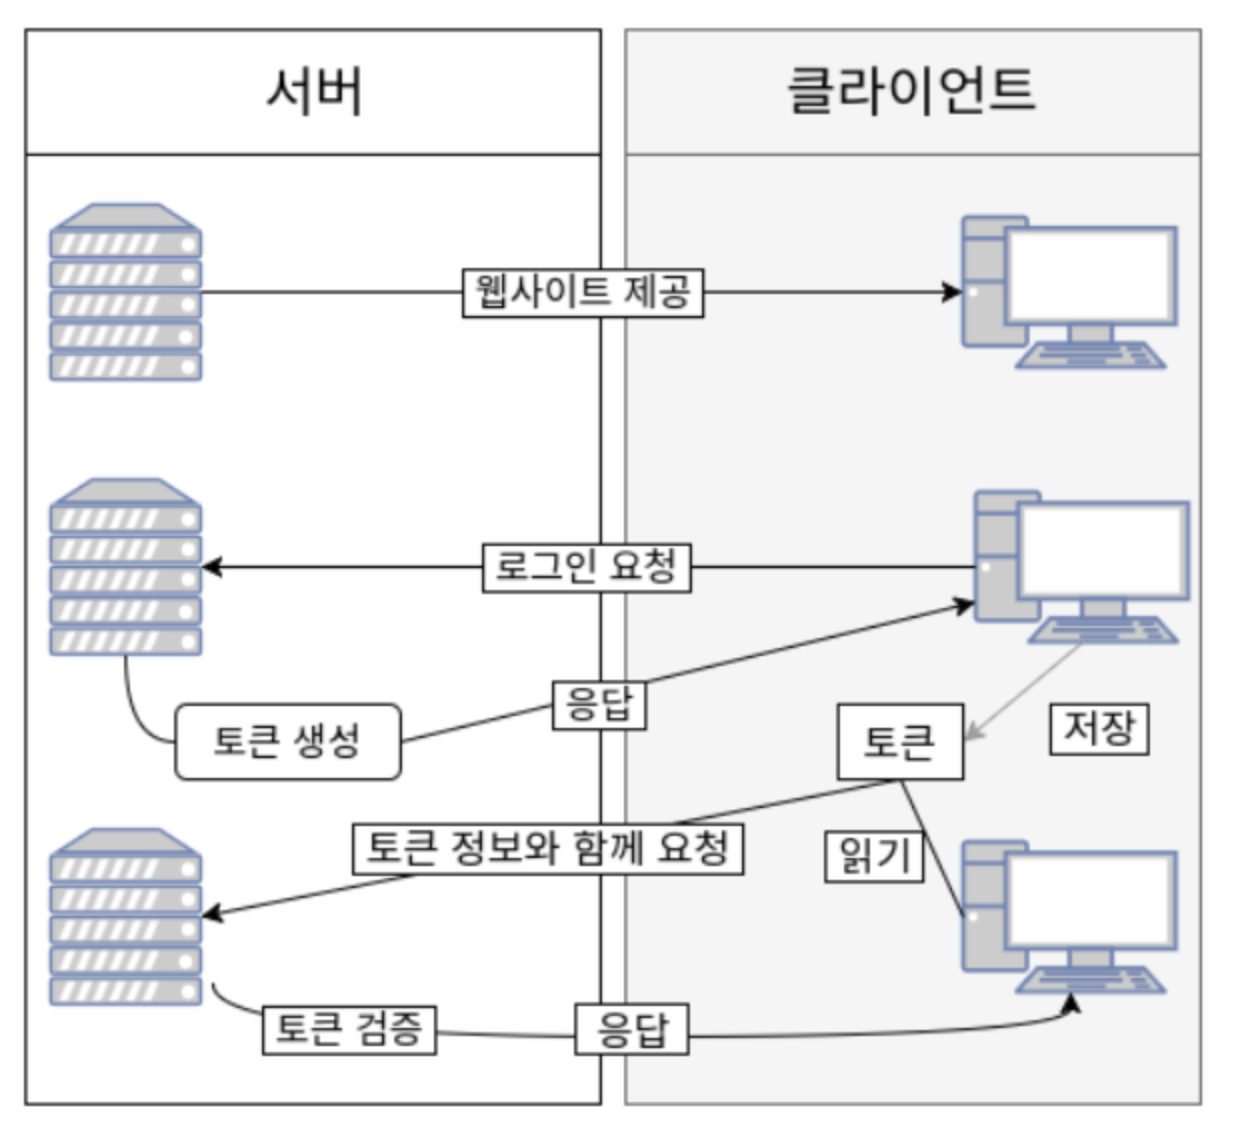 서버
클라이언트
웹사이트 제공
로그인 요청
응답
토큰 생성
토큰
저장
토큰 정보와 함께 요청
읽기
토큰 검증
응답